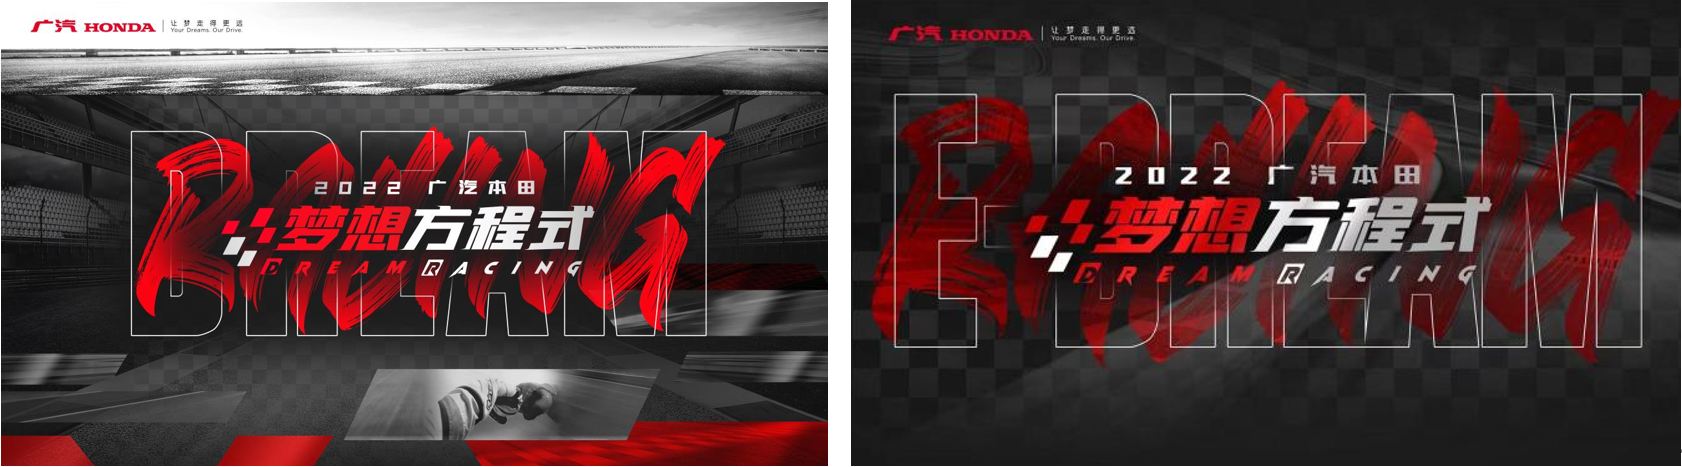 广汽 HONDA 让梦走得更远
Your Dreams. Our Drive.
DREAM
RACING
2022 广汽本田
梦想方程式
DREAM RACING
广汽 HONDA 让梦走得更远
Your Dreams. Our Drive.
E-DREAM
RACING
2022 广汽本田
梦想方程式
DREAM RACING